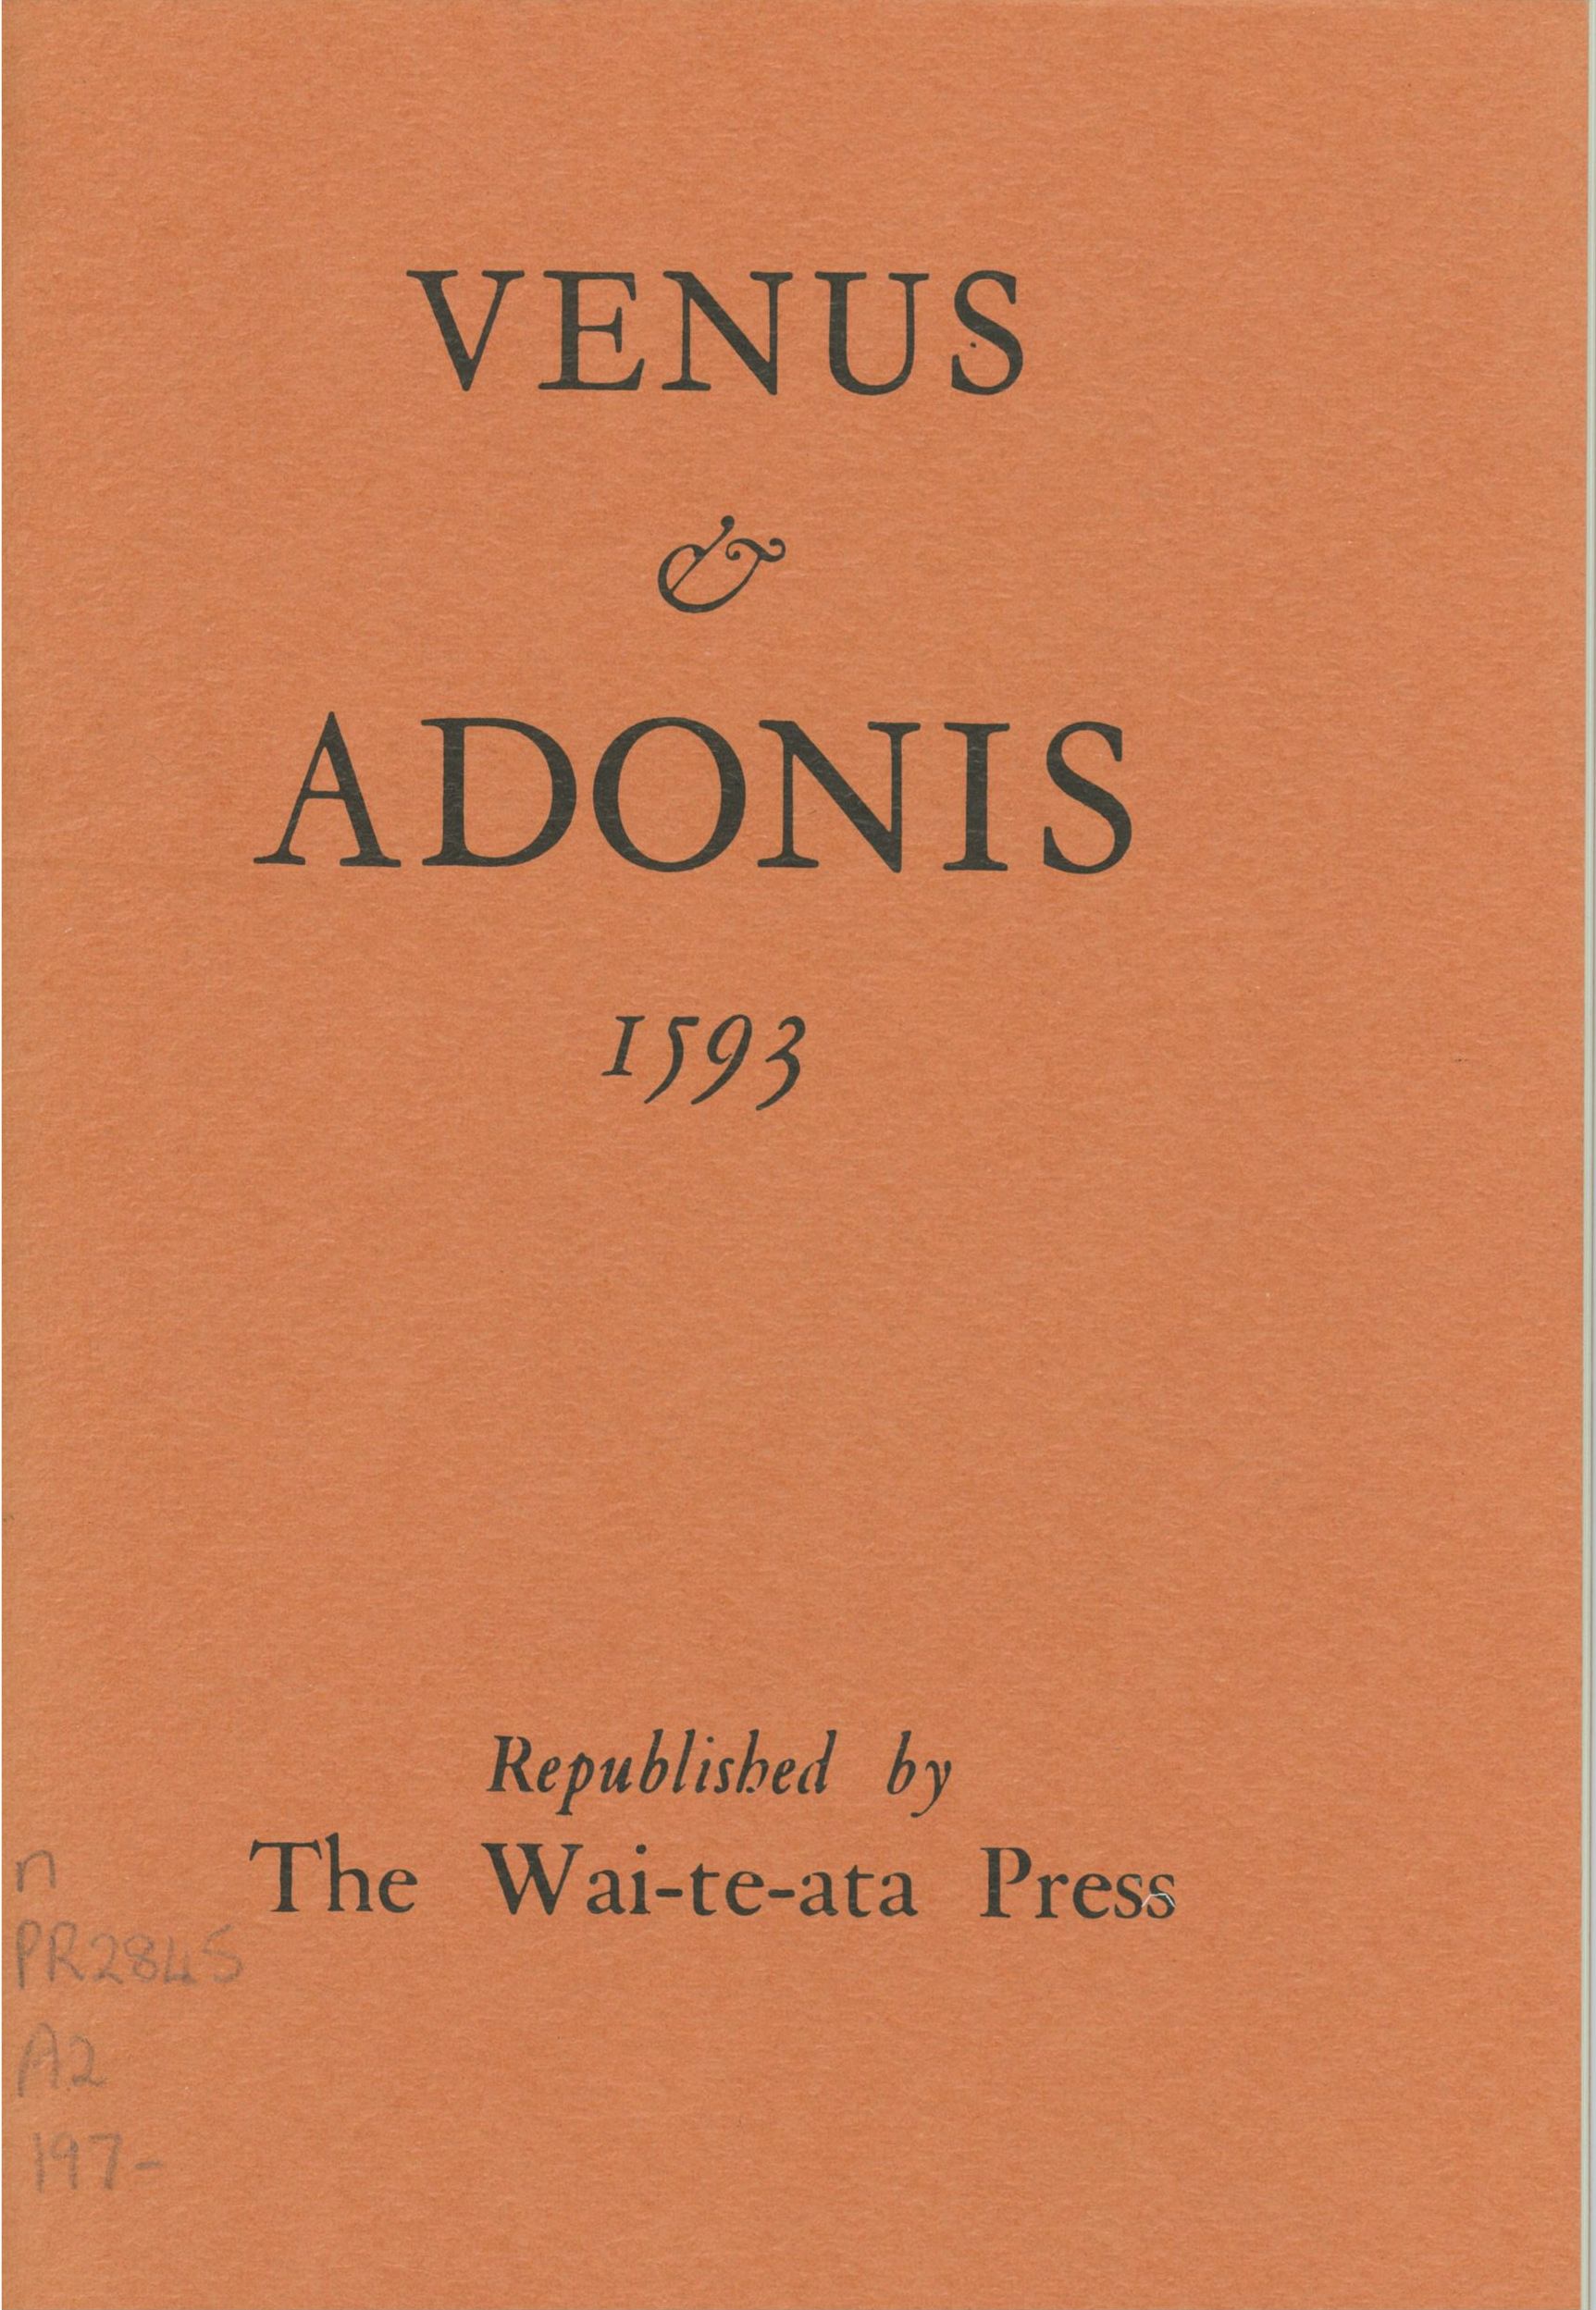 VENUS
&
ADONIS
1593
Republished by
The Wai-te-ata Press
n
PR2845
A2
197-